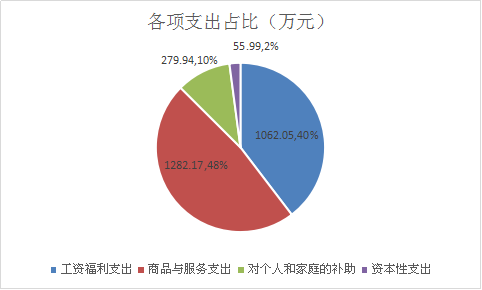 各项支出占比（万元）
55.99,2%
279.94,10%
1062.05,40%
1282.17,48%
工资福利支出 商品与服务支出 对个人和家庭的补助 资本性支出